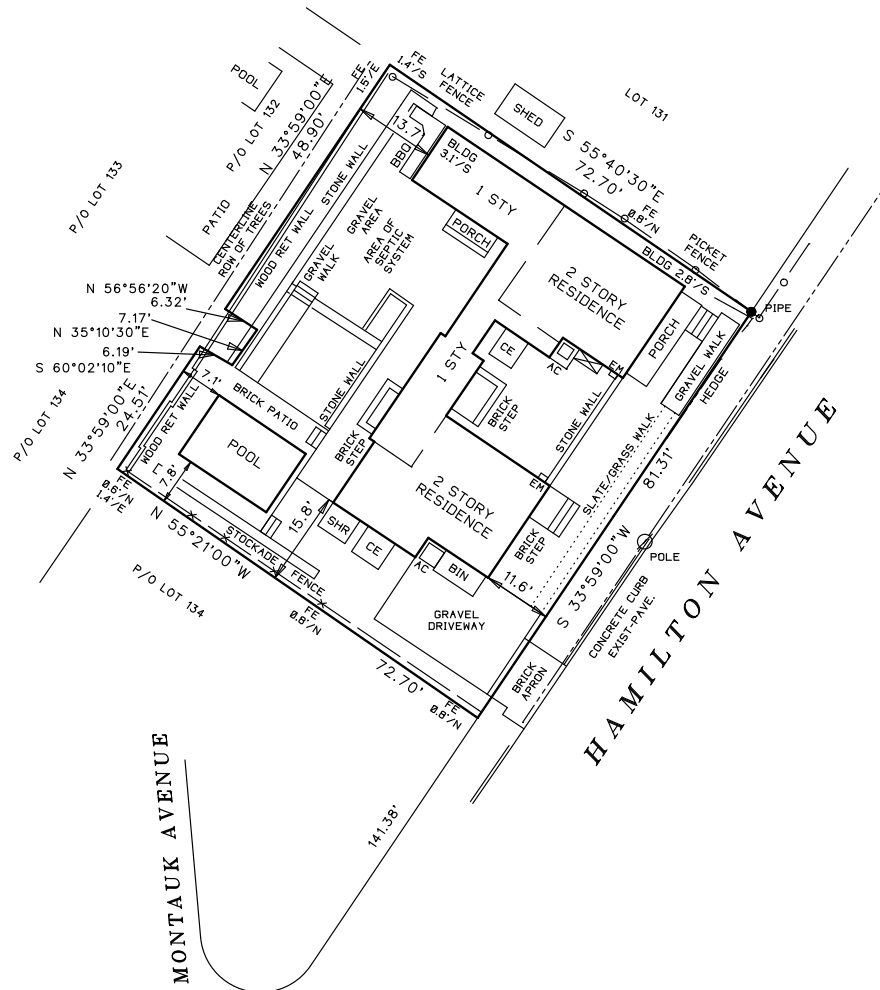 FE
1.4'/S
FE
1.5'/E
LATTICE
FENCE
LOT 131
POOL
SHED
P/O LOT 132
N 33°59'00"E
48.90'
S 55°40'30"E
72.70'
13.7
BLDG
3.1'/S
BBQ
1 STY
P/O LOT 133
PATIO
CENTERLINE
ROW OF TREES
WOOD RET WALL
STONE WALL
GRAVEL
AREA
AREA OF
SEPTIC
SYSTEM
GRAVEL
WALK
PORCH
FE
0.8'/N
PICKET
FENCE
BLDG 2.8'/S
2 STORY
RESIDENCE
PIPE
N 56°56'20"W
6.32'
7.17'
N 35°10'30"E
6.19'
S 60°02'10"E
PORCH
GRAVEL WALK
HEDGE
CE
AC
EM
1 STY
P/O LOT 134
N 33°59'00"E
24.51'
7.1'
BRICK PATIO
STONE WALL
WOOD RET WALL
BRICK
STEP
STONE WALL
SLATE/GRASS WALK
81.31'
POOL
BRICK
STEP
2 STORY
RESIDENCE
EM
FE
0.6'/N
1.4'/E
7.8'
15.8'
SHR
CE
AC
BIN
BRICK
STEP
11.6'
S 33°59'00"W
POLE
N 55°21'00"W
72.70'
STOCKADE
FENCE
P/O LOT 134
FE
0.8'/N
GRAVEL
DRIVEWAY
CONCRETE CURB
EXIST-PAVE.
BRICK
APRON
FE
0.8'/N
HAMILTON AVENUE
141.38'
MONTAUK AVENUE